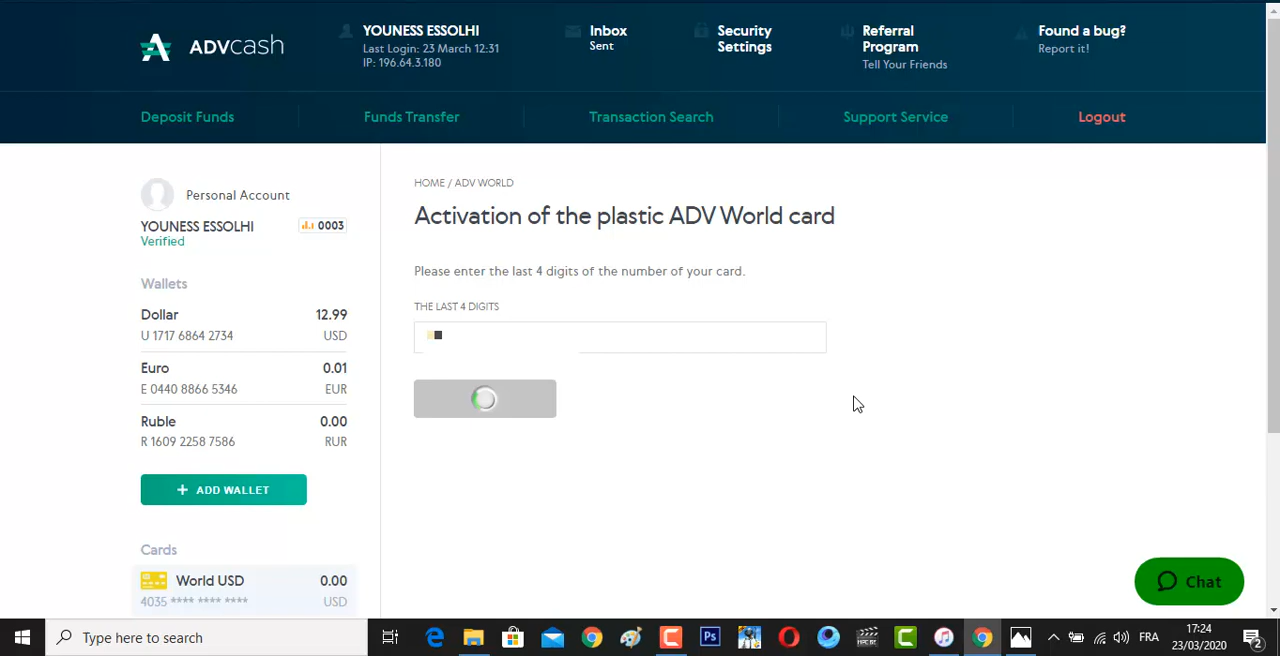 ADVcash
YOUNESS ESSOLHI
Last Login: 23 March 12:31
IP: 196.64.3.180
Inbox
Sent
Security
Settings
Referral
Program
Tell Your Friends
Found a bug?
Report it!
Deposit Funds
Funds Transfer
Transaction Search
Support Service
Logout
Personal Account
YOUNESS ESSOLHI
0003
Verified
Wallets
Dollar 12.99
U 1717 6864 2734 USD
Euro 0.01
E 0440 8866 5346 EUR
Ruble 0.00
R 1609 2258 7586 RUR
+ ADD WALLET
Cards
World USD 0.00
4035 **** **** **** USD
HOME / ADV WORLD
Activation of the plastic ADV World card
Please enter the last 4 digits of the number of your card.
THE LAST 4 DIGITS
Chat
Type here to search
Ps
FRA
17:24
23/03/2020
2